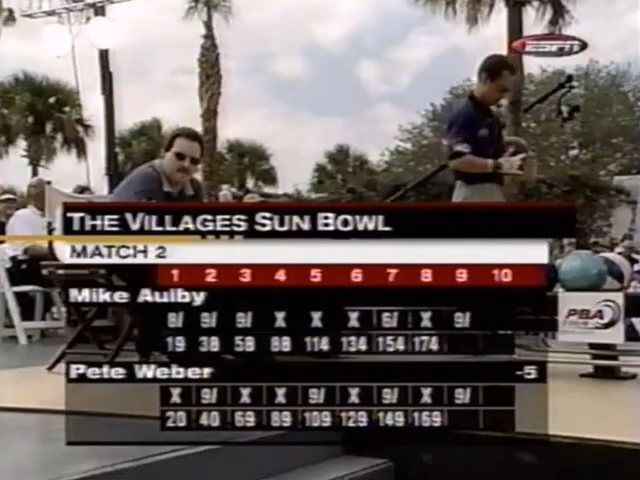 ESPN
THE VILLAGES SUN BOWL
MATCH 2
1 2 3 4 5 6 7 8 9 10
Mike Aulby
8/ 9/ 9/ X X X 6/ X 9/
19 38 58 88 114 134 154 174
Pete Weber -5
X 9/ X X 9/ X 9/ X 9/
20 40 69 89 109 129 149 169
PBA
TOUR